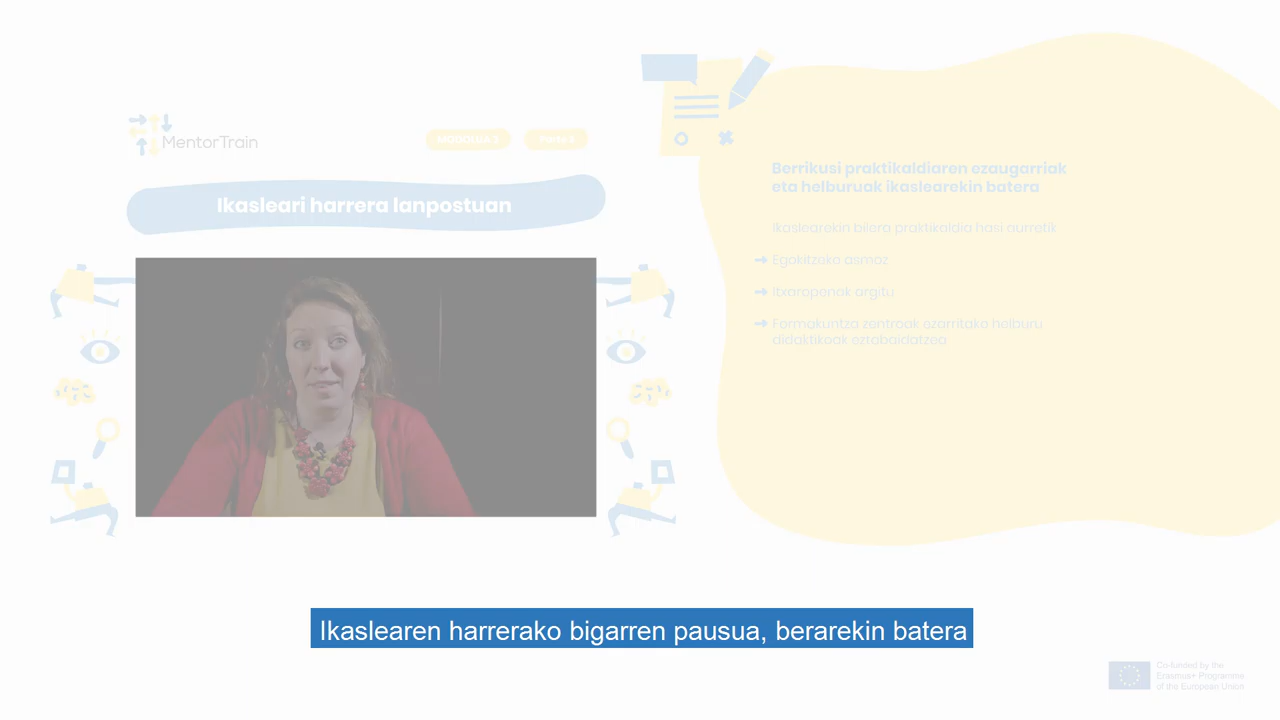 MentorTrain
MODULUA 1
Ikasleari harrera lanpostuan
Berrikusi praktikaldiaren ezaugarriak
eta helburuak ikaslearekin batera
Ikaslearekin bilera praktikaldia hasi aurretik
Egokitzeko asmoz
Itxaropenak argitu
Formakuntza zentroak ezarritako helburu
didaktikoak eztabaidatzea
Ikaslearen harrerako bigarren pausua, berarekin batera
Co-funded by the
Erasmus+ Programme
of the European Union